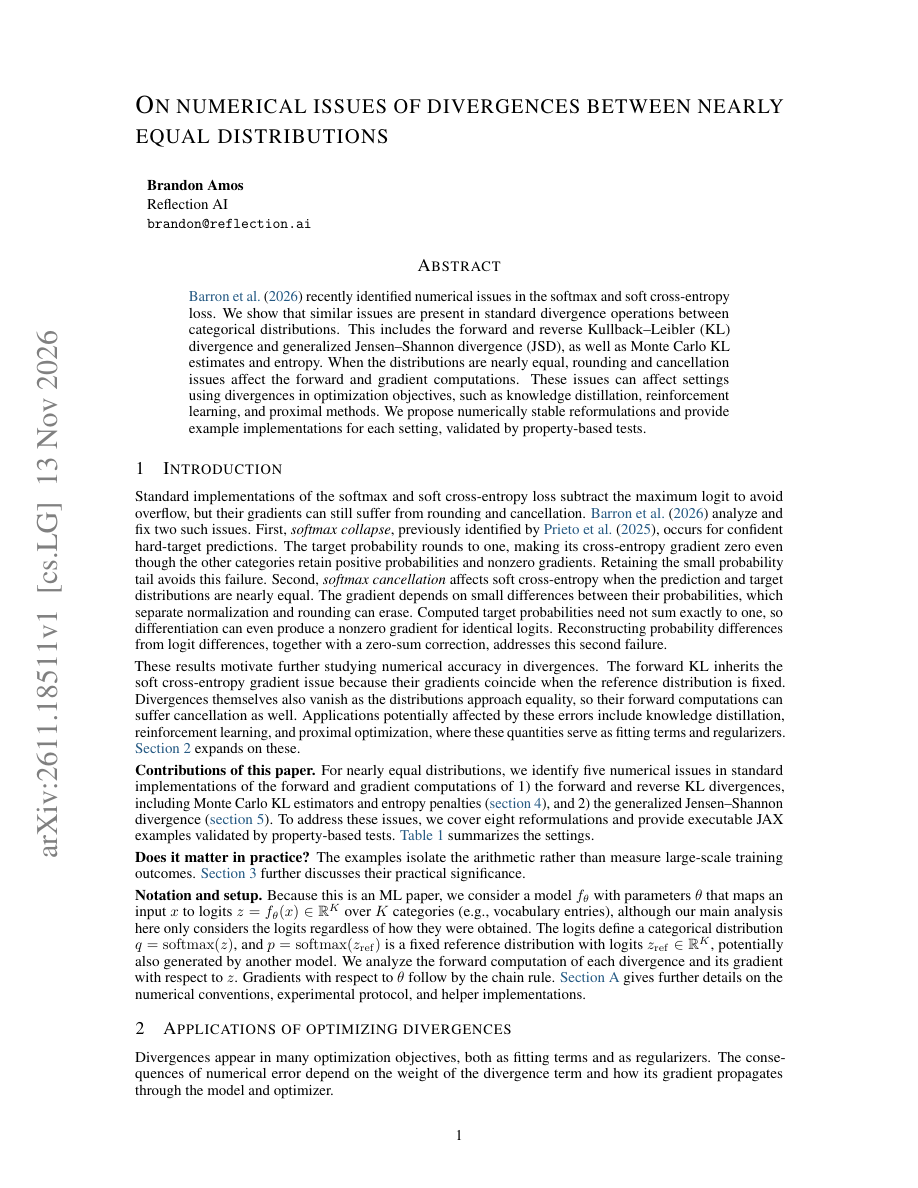 ON NUMERICAL ISSUES OF DIVERGENCES BETWEEN NEARLY
EQUAL DISTRIBUTIONS
Brandon Amos
Reflection AI
brandon@reflection.ai
ABSTRACT
Barron et al. (2026) recently identified numerical issues in the softmax and soft cross-entropy
loss. We show that similar issues are present in standard divergence operations between
categorical distributions. This includes the forward and reverse Kullback–Leibler (KL)
divergence and generalized Jensen–Shannon divergence (JSD), as well as Monte Carlo KL
estimates and entropy. When the distributions are nearly equal, rounding and cancellation
issues affect the forward and gradient computations. These issues can affect settings
using divergences in optimization objectives, such as knowledge distillation, reinforcement
learning, and proximal methods. We propose numerically stable reformulations and provide
example implementations for each setting, validated by property-based tests.
1 INTRODUCTION
Standard implementations of the softmax and soft cross-entropy loss subtract the maximum logit to avoid
overflow, but their gradients can still suffer from rounding and cancellation. Barron et al. (2026) analyze and
fix two such issues. First, softmax collapse, previously identified by Prieto et al. (2025), occurs for confident
hard-target predictions. The target probability rounds to one, making its cross-entropy gradient zero even
though the other categories retain positive probabilities and nonzero gradients. Retaining the small probability
tail avoids this failure. Second, softmax cancellation affects soft cross-entropy when the prediction and target
distributions are nearly equal. The gradient depends on small differences between their probabilities, which
separate normalization and rounding can erase. Computed target probabilities need not sum exactly to one, so
differentiation can even produce a nonzero gradient for identical logits. Reconstructing probability differences
from logit differences, together with a zero-sum correction, addresses this second failure.
These results motivate further studying numerical accuracy in divergences. The forward KL inherits the
soft cross-entropy gradient issue because their gradients coincide when the reference distribution is fixed.
Divergences themselves also vanish as the distributions approach equality, so their forward computations can
suffer cancellation as well. Applications potentially affected by these errors include knowledge distillation,
reinforcement learning, and proximal optimization, where these quantities serve as fitting terms and regularizers.
Section 2 expands on these.
Contributions of this paper. For nearly equal distributions, we identify five numerical issues in standard
implementations of the forward and gradient computations of 1) the forward and reverse KL divergences,
including Monte Carlo KL estimators and entropy penalties (section 4), and 2) the generalized Jensen–Shannon
divergence (section 5). To address these issues, we cover eight reformulations and provide executable JAX
examples validated by property-based tests. Table 1 summarizes the settings.
Does it matter in practice? The examples isolate the arithmetic rather than measure large-scale training
outcomes. Section 3 further discusses their practical significance.
Notation and setup. Because this is an ML paper, we consider a model fθ with parameters θ that maps an
input x to logits z = fθ(x) ∈ ℝᴷ over K categories (e.g., vocabulary entries), although our main analysis
here only considers the logits regardless of how they were obtained. The logits define a categorical distribution
q = softmax(z), and p = softmax(z_ref) is a fixed reference distribution with logits z_ref ∈ ℝᴷ, potentially
also generated by another model. We analyze the forward computation of each divergence and its gradient
with respect to z. Gradients with respect to θ follow by the chain rule. Section A gives further details on the
numerical conventions, experimental protocol, and helper implementations.
2 APPLICATIONS OF OPTIMIZING DIVERGENCES
Divergences appear in many optimization objectives, both as fitting terms and as regularizers. The conse-
quences of numerical error depend on the weight of the divergence term and how its gradient propagates
through the model and optimizer.
1
arXiv:2611.18511v1 [cs.LG] 13 Nov 2026